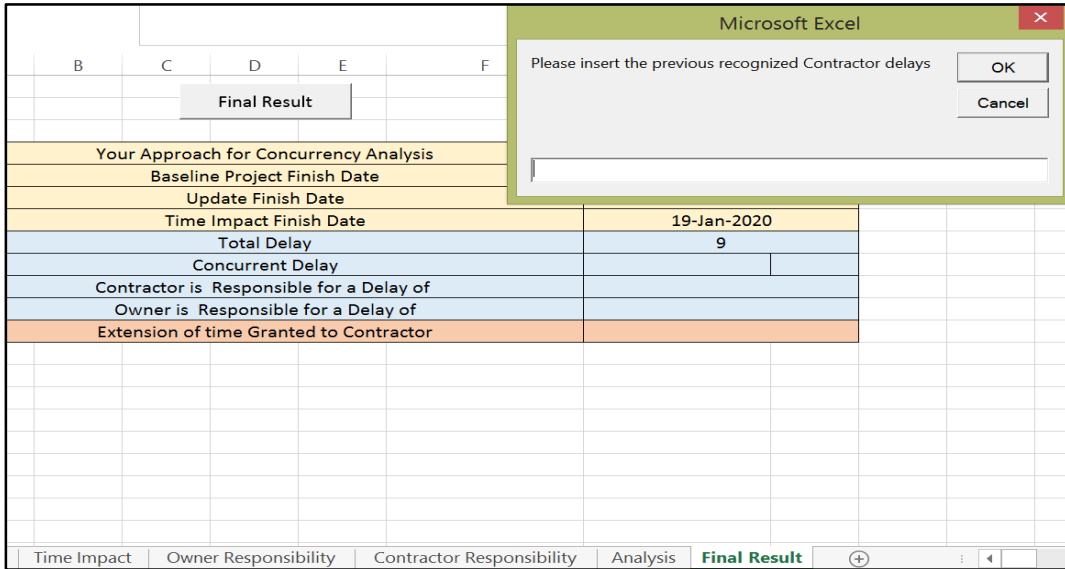 Microsoft Excel
Please insert the previous recognized Contractor delays
OK
Cancel
B C D E F
Final Result
Your Approach for Concurrency Analysis
Baseline Project Finish Date
Update Finish Date
Time Impact Finish Date 19-Jan-2020
Total Delay 9
Concurrent Delay
Contractor is Responsible for a Delay of
Owner is Responsible for a Delay of
Extension of time Granted to Contractor
Time Impact Owner Responsibility Contractor Responsibility Analysis Final Result